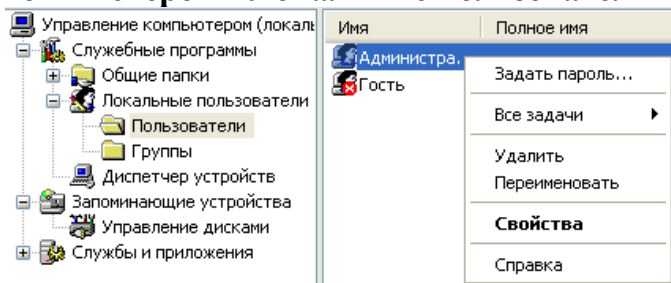 Управление компьютером (локаль
Служебные программы
Общие папки
Локальные пользователи
Пользователи
Группы
Диспетчер устройств
Запоминающие устройства
Управление дисками
Службы и приложения
Имя
Полное имя
Администра.
Гость
Задать пароль...
Все задачи
Удалить
Переименовать
Свойства
Справка